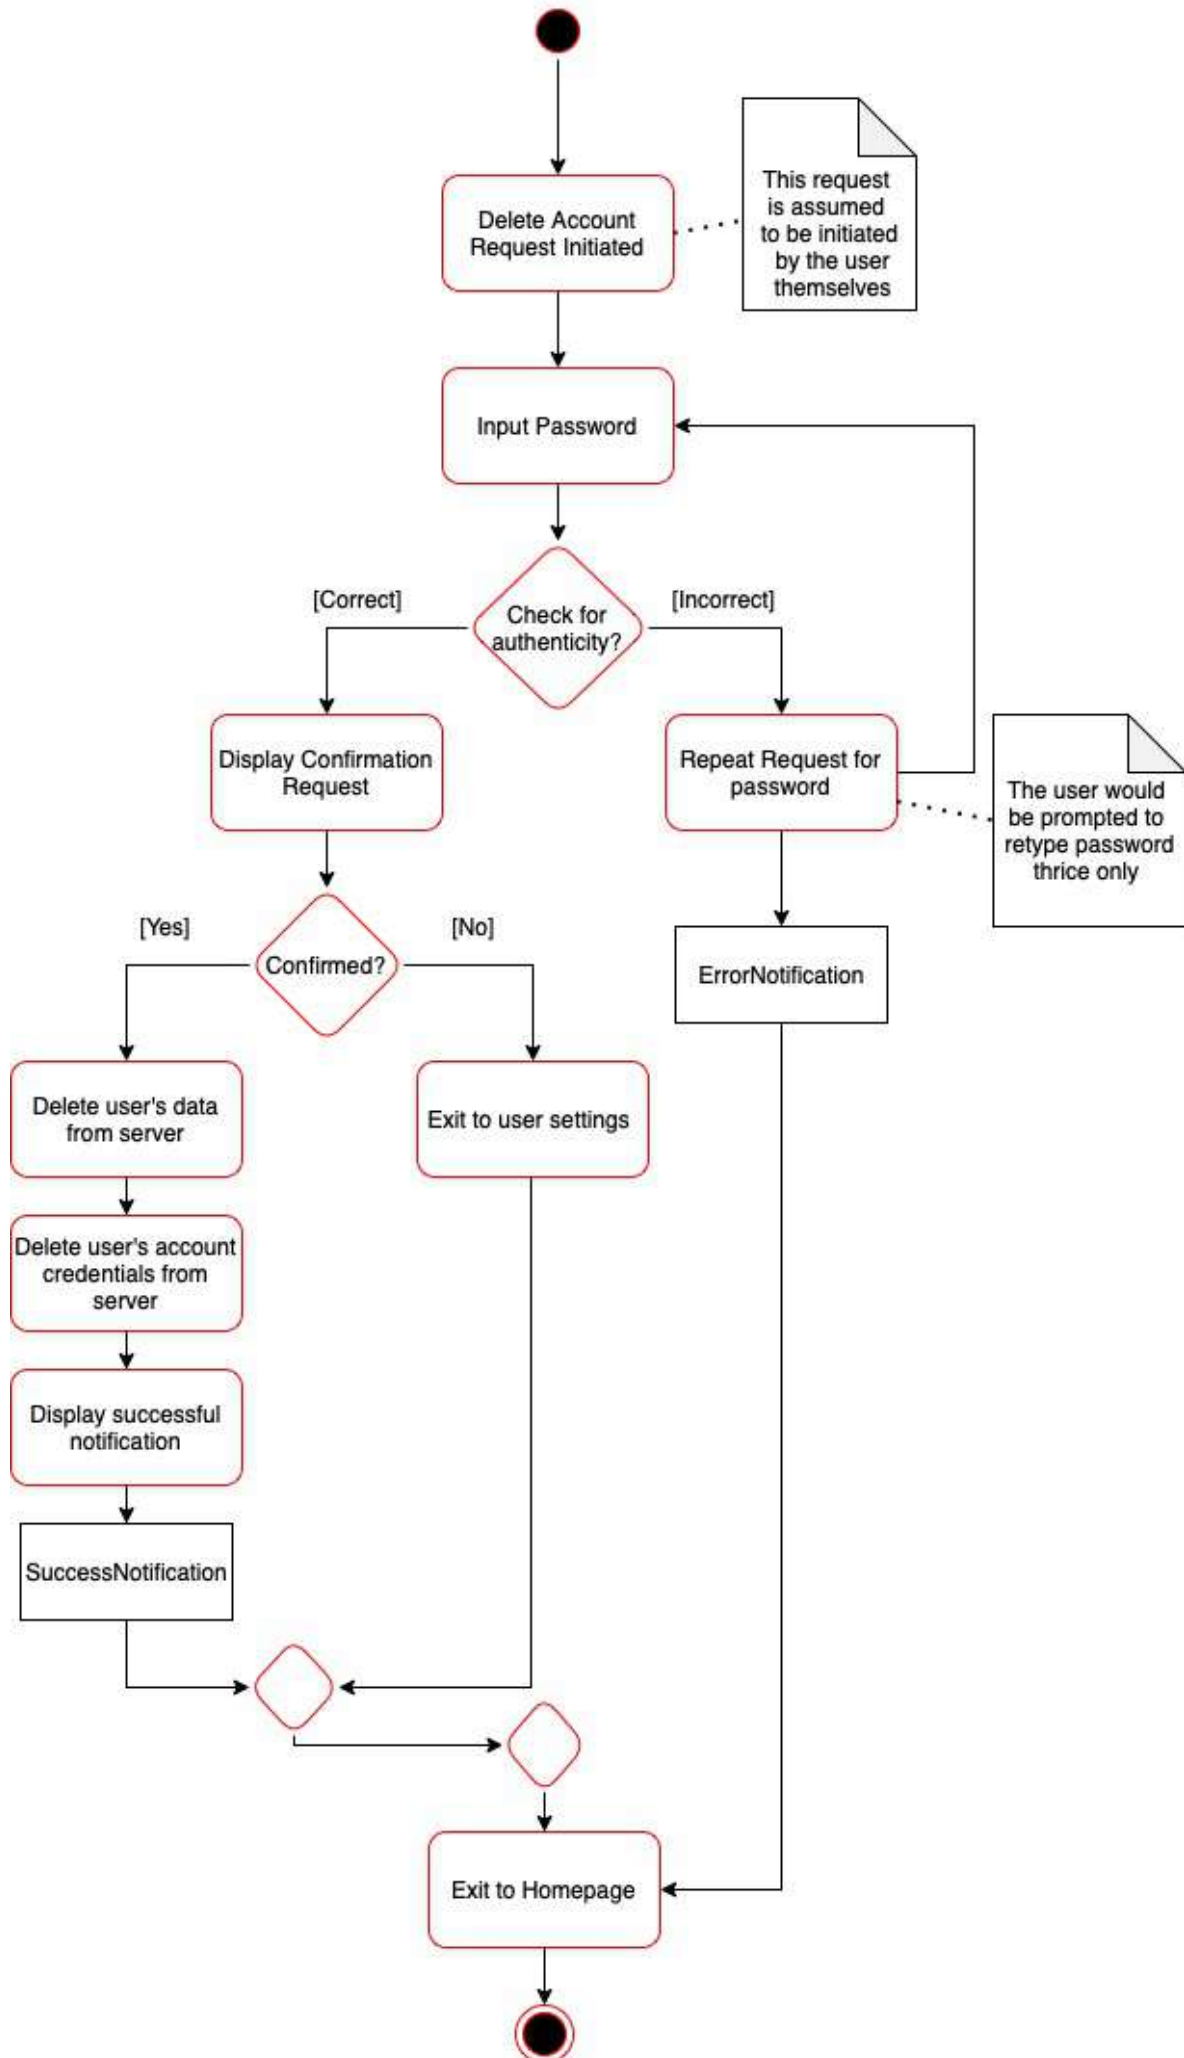 This request
is assumed
to be initiated
by the user
themselves
Delete Account
Request Initiated
Input Password
[Correct]
[Incorrect]
Check for
authenticity?
Display Confirmation
Request
Repeat Request for
password
The user would
be prompted to
retype password
thrice only
[Yes]
[No]
Confirmed?
ErrorNotification
Delete user's data
from server
Exit to user settings
Delete user's account
credentials from
server
Display successful
notification
SuccessNotification
Exit to Homepage